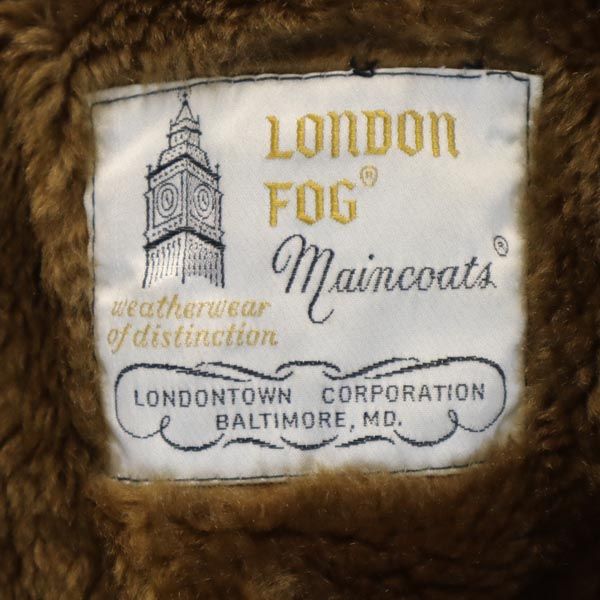 LONDON
FOG®
Maincoats®
weatherwear
of distinction
LONDONTOWN CORPORATION
BALTIMORE, MD.